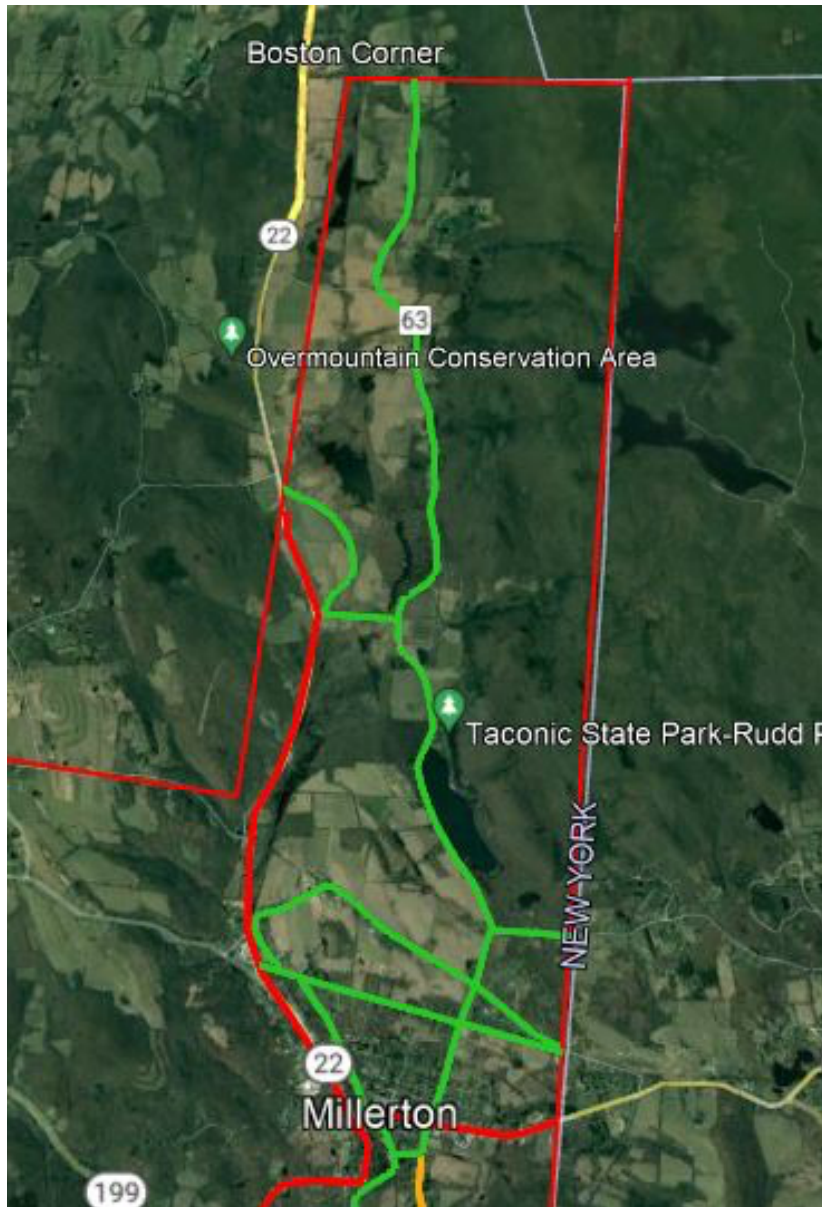 Boston Corner
22
63
Overmountain Conservation Area
Taconic State Park-Rudd P
NEW YORK
22
Millerton
199